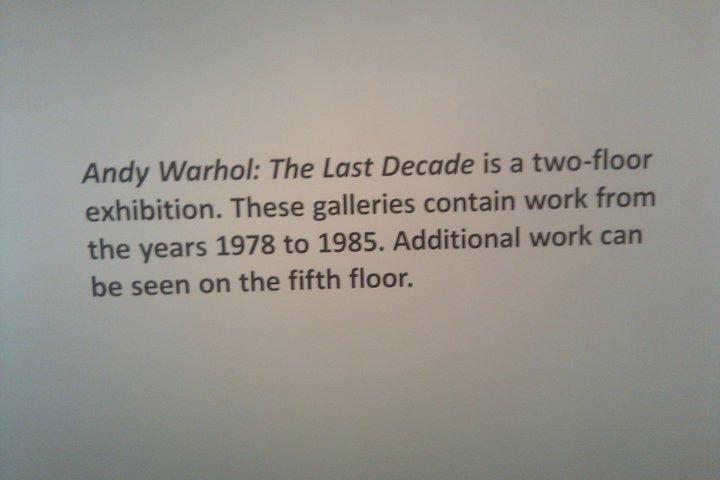 Andy Warhol: The Last Decade is a two-floor
exhibition. These galleries contain work from
the years 1978 to 1985. Additional work can
be seen on the fifth floor.